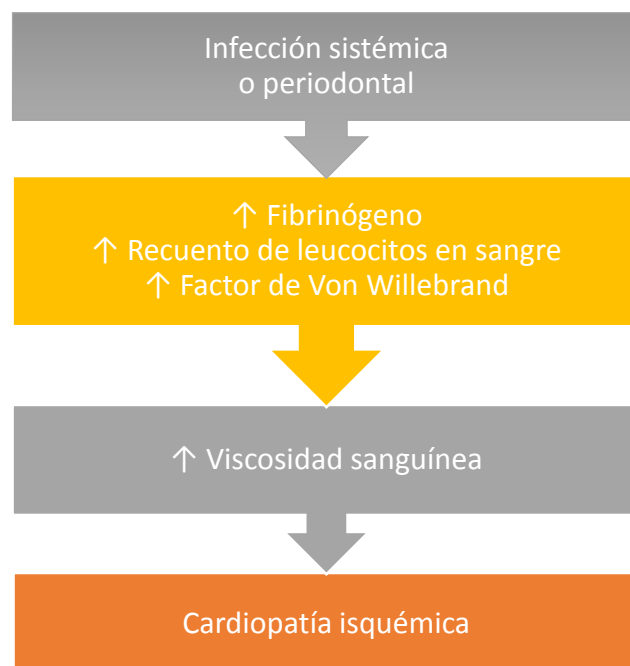 Infección sistémica
o periodontal
↑ Fibrinógeno
↑ Recuento de leucocitos en sangre
↑ Factor de Von Willebrand
↑ Viscosidad sanguínea
Cardiopatía isquémica